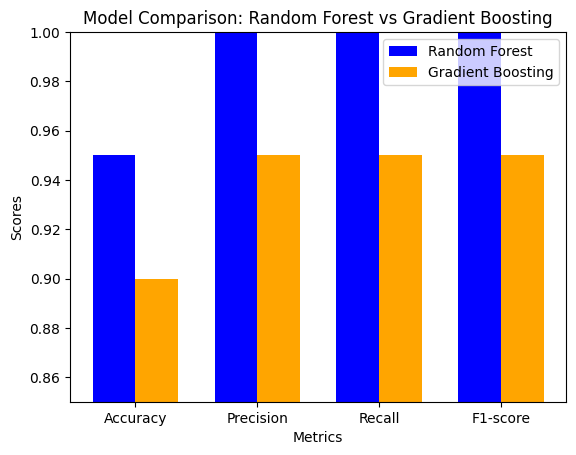 Model Comparison: Random Forest vs Gradient Boosting
Random Forest
Gradient Boosting
Scores
1.00
0.98
0.96
0.94
0.92
0.90
0.88
0.86
Accuracy Precision Recall F1-score
Metrics